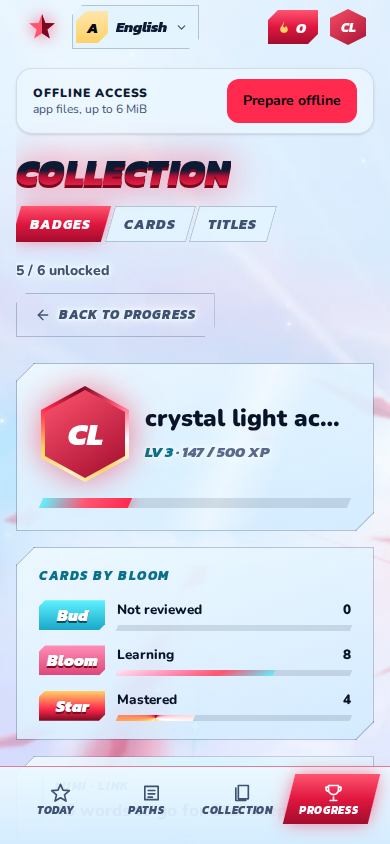 A English
0
CL
OFFLINE ACCESS
app files, up to 6 MiB
Prepare offline
COLLECTION
BADGES CARDS TITLES
5 / 6 unlocked
BACK TO PROGRESS
CL
crystal light ac...
LV 3 · 147 / 500 XP
CARDS BY BLOOM
Bud Not reviewed 0
Bloom Learning 8
Star Mastered 4
TODAY PATHS COLLECTION PROGRESS